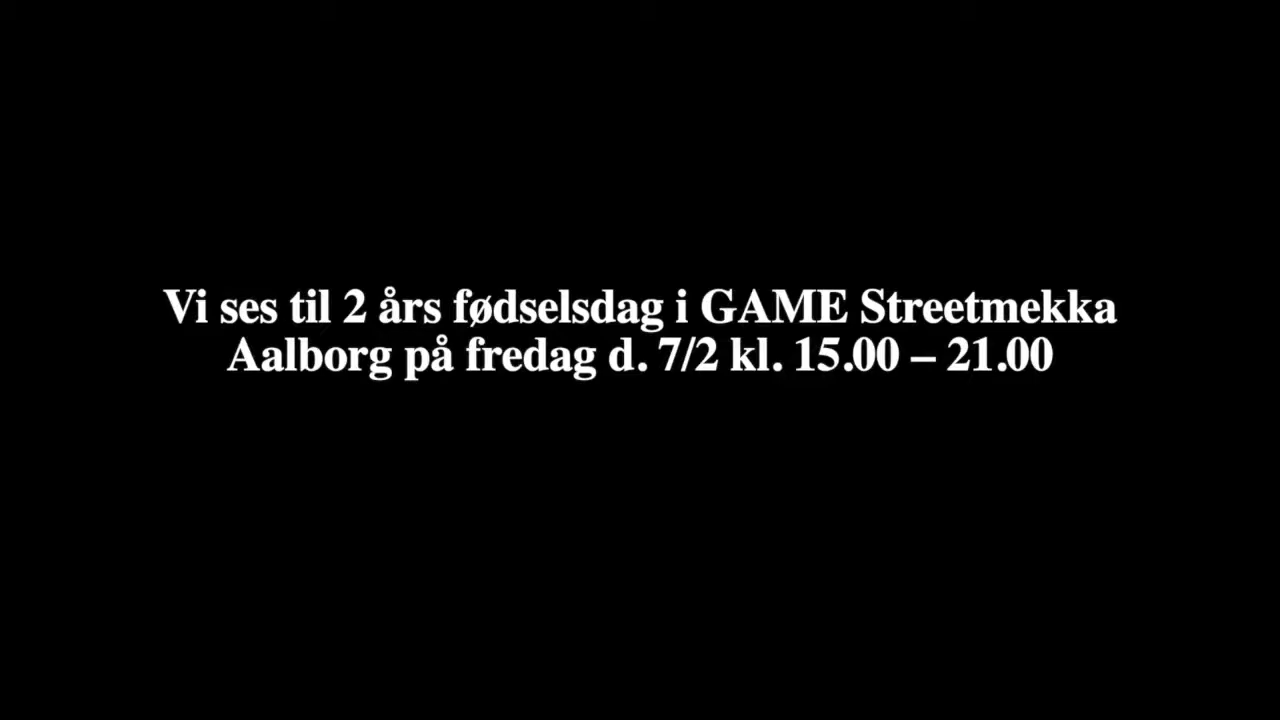 Vi ses til 2 års fødselsdag i GAME Streetmekka
Aalborg på fredag d. 7/2 kl. 15.00 – 21.00